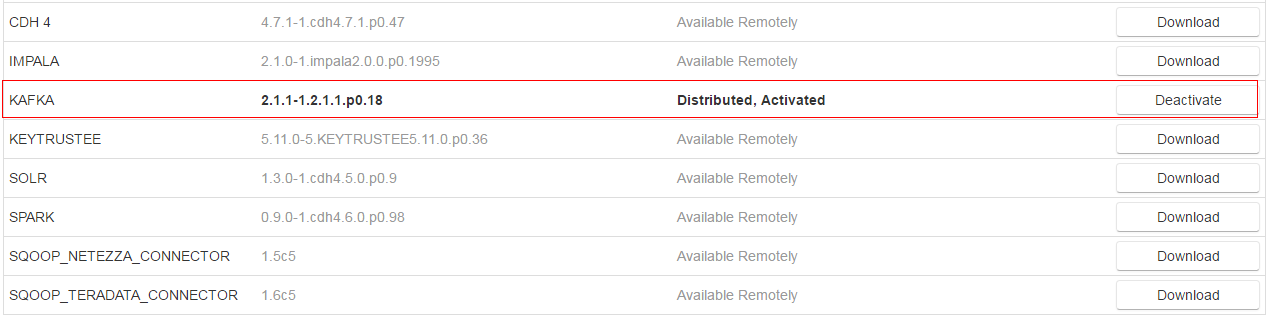 CDH 4 4.7.1-1.cdh4.7.1.p0.47 Available Remotely Download
IMPALA 2.1.0-1.impala2.0.0.p0.1995 Available Remotely Download
KAFKA 2.1.1-1.2.1.1.p0.18 Distributed, Activated Deactivate
KEYTRUSTEE 5.11.0-5.KEYTRUSTEE5.11.0.p0.36 Available Remotely Download
SOLR 1.3.0-1.cdh4.5.0.p0.9 Available Remotely Download
SPARK 0.9.0-1.cdh4.6.0.p0.98 Available Remotely Download
SQOOP_NETEZZA_CONNECTOR 1.5c5 Available Remotely Download
SQOOP_TERADATA_CONNECTOR 1.6c5 Available Remotely Download